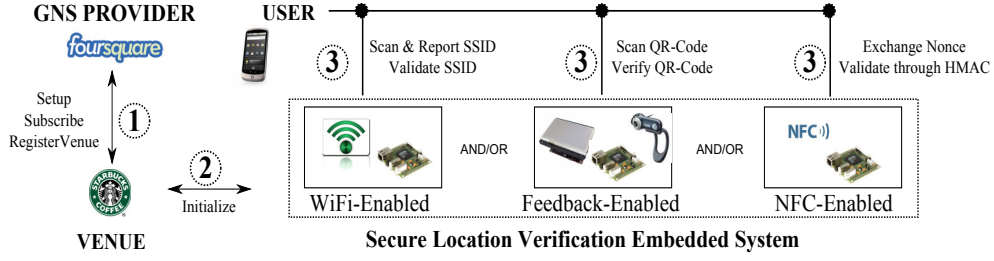 GNS PROVIDER
foursquare
USER
3
Scan & Report SSID
Validate SSID
3
Scan QR-Code
Verify QR-Code
3
Exchange Nonce
Validate through HMAC
Setup
Subscribe
RegisterVenue
1
2
Initialize
STARBUCKS
COFFEE
VENUE
AND/OR
AND/OR
NFC
WiFi-Enabled
Feedback-Enabled
NFC-Enabled
Secure Location Verification Embedded System